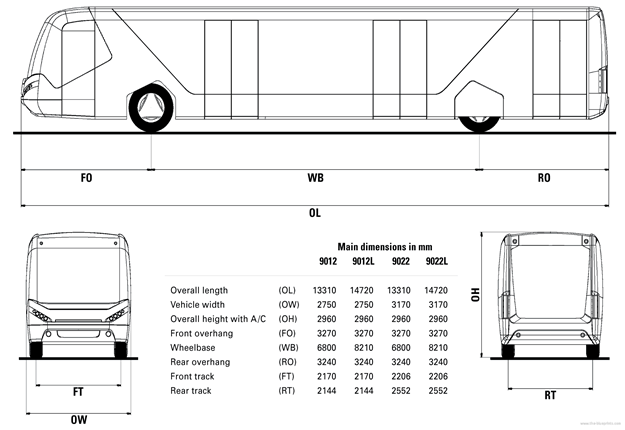 FO WB RO
OL
Main dimensions in mm
9012 9012L 9022 9022L
Overall length (OL) 13310 14720 13310 14720
Vehicle width (OW) 2750 2750 3170 3170
Overall height with A/C (OH) 2960 2960 2960 2960
Front overhang (FO) 3270 3270 3270 3270
Wheelbase (WB) 6800 8210 6800 8210
Rear overhang (RO) 3240 3240 3240 3240
Front track (FT) 2170 2170 2206 2206
Rear track (RT) 2144 2144 2552 2552
OH
FT
OW
RT